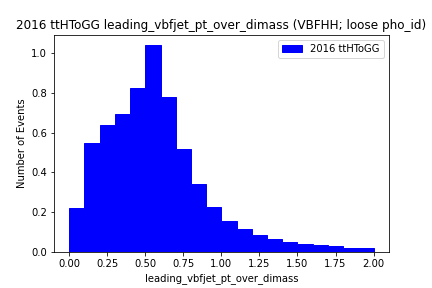 2016 ttHToGG leading_vbfjet_pt_over_dimass (VBFHH; loose pho_id)
2016 ttHToGG
Number of Events
1.0
0.8
0.6
0.4
0.2
0.0
0.00 0.25 0.50 0.75 1.00 1.25 1.50 1.75 2.00
leading_vbfjet_pt_over_dimass